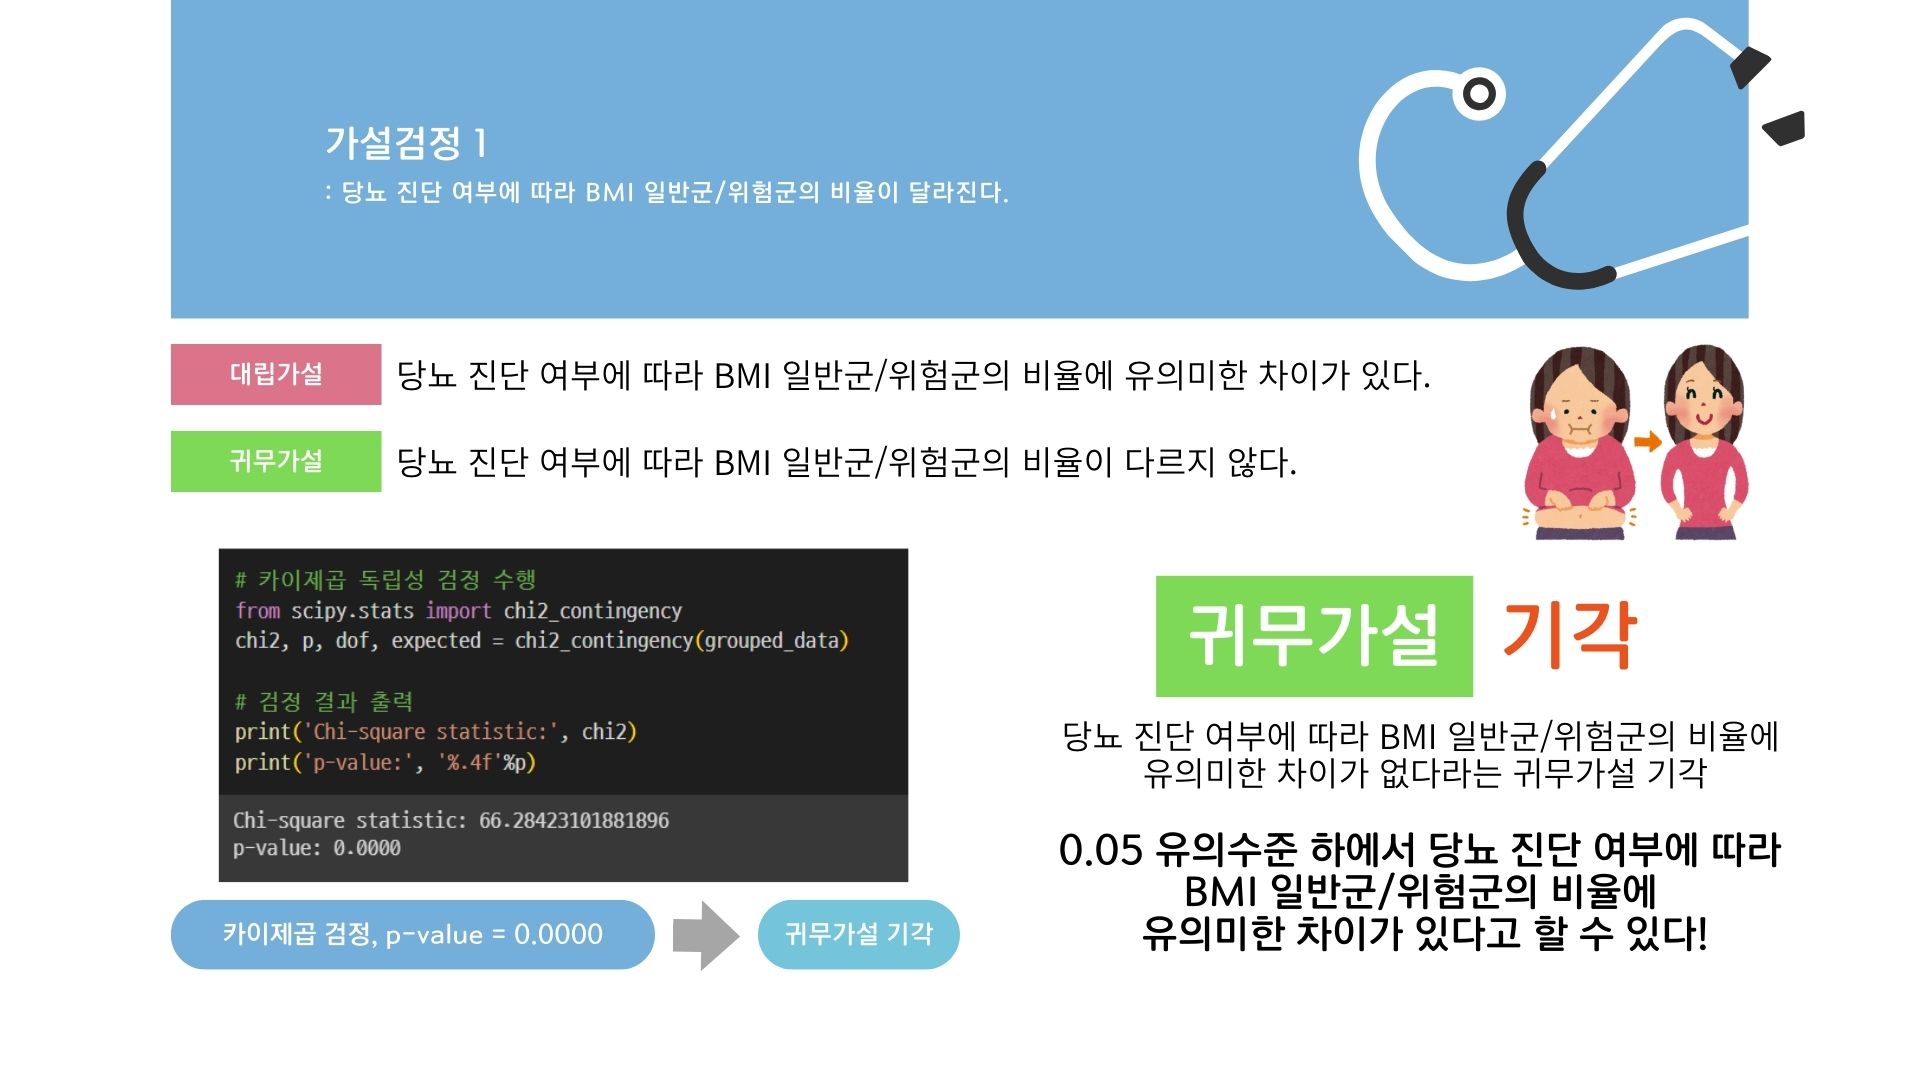 가설검정 1
: 당뇨 진단 여부에 따라 BMI 일반군/위험군의 비율이 달라진다.
대립가설
당뇨 진단 여부에 따라 BMI 일반군/위험군의 비율에 유의미한 차이가 있다.
귀무가설
당뇨 진단 여부에 따라 BMI 일반군/위험군의 비율이 다르지 않다.
# 카이제곱 독립성 검정 수행
from scipy.stats import chi2_contingency
chi2, p, dof, expected = chi2_contingency(grouped_data)
# 검정 결과 출력
print('Chi-square statistic:', chi2)
print('p-value:', '%.4f'%p)
Chi-square statistic: 66.28423101881896
p-value: 0.0000
카이제곱 검정, p-value = 0.0000
귀무가설 기각
귀무가설 기각
당뇨 진단 여부에 따라 BMI 일반군/위험군의 비율에
유의미한 차이가 없다라는 귀무가설 기각
0.05 유의수준 하에서 당뇨 진단 여부에 따라
BMI 일반군/위험군의 비율에
유의미한 차이가 있다고 할 수 있다!